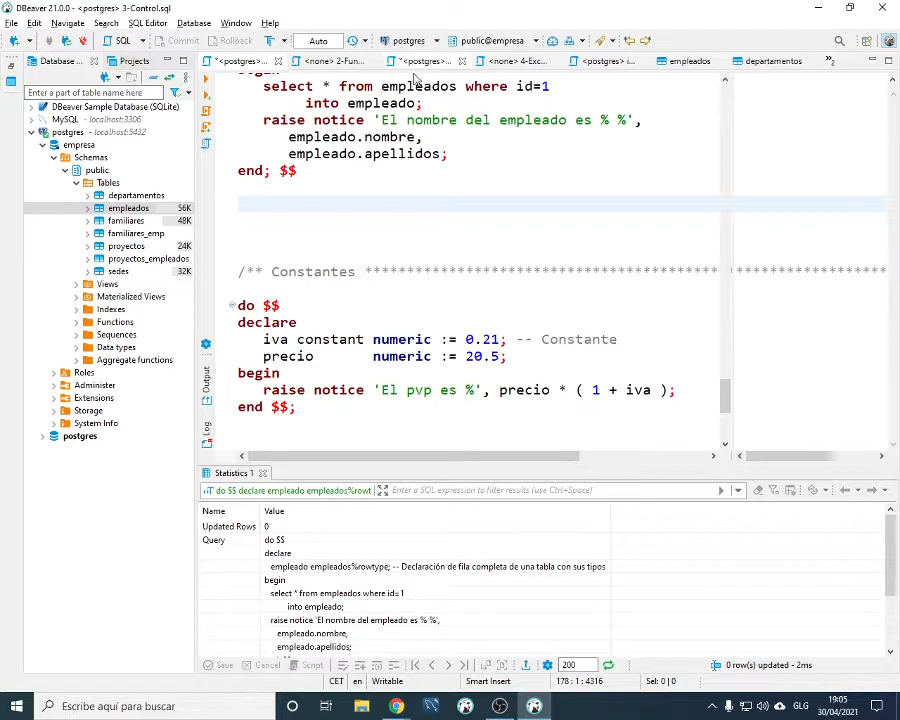 DBeaver 21.0.0 - <postgres> 3-Control.sql
File Edit Navigate Search SQL Editor Database Window Help
SQL Commit Rollback Auto postgres public@empresa
Database ... Projects
*<postgres>... <none> 2-Fun... *<postgres>... <none> 4-Exc... <postgres> i... empleados departamentos
Enter a part of table name here
DBeaver Sample Database (SQLite)
MySQL - localhost:3306
postgres - localhost:5432
empresa
Schemas
public
Tables
departamentos
empleados 56K
familiares 48K
familiares_emp
proyectos 24K
proyectos_empleados
sedes 32K
Views
Materialized Views
Indexes
Functions
Sequences
Data types
Aggregate functions
Roles
Administer
Extensions
Storage
System Info
postgres
select * from empleados where id=1
into empleado;
raise notice 'El nombre del empleado es % %',
empleado.nombre,
empleado.apellidos;
end; $$
/** Constantes ******************************************
do $$
declare
iva constant numeric := 0.21; -- Constante
precio numeric := 20.5;
begin
raise notice 'El pvp es %', precio * ( 1 + iva );
end $$;
Output
Log
Statistics 1
do $$ declare empleado empleados%rowt
Enter a SQL expression to filter results (use Ctrl+Space)
Name Value
Updated Rows 0
Query do $$
declare
empleado empleados%rowtype; -- Declaración de fila completa de una tabla con sus tipos
begin
select * from empleados where id=1
into empleado;
raise notice 'El nombre del empleado es % %',
empleado.nombre,
empleado.apellidos;
Save Cancel Script 200 0 row(s) updated - 2ms
CET en Writable Smart Insert 178 : 1 : 4316 Sel: 0 | 0
Escribe aquí para buscar
GLG
19:05
30/04/2021